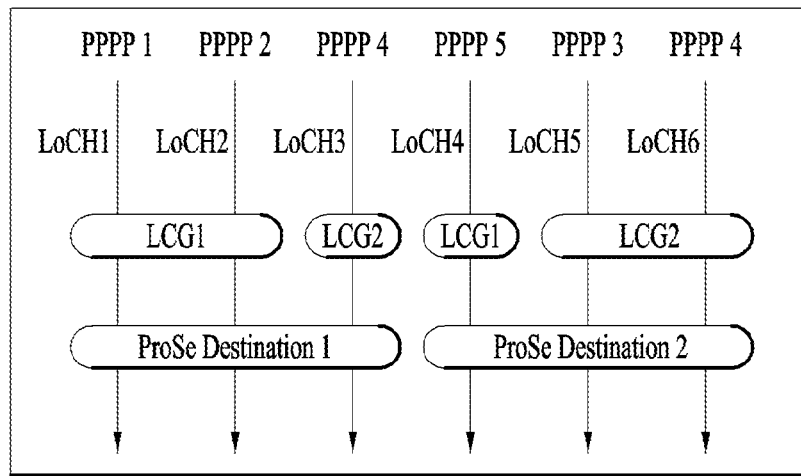 PPPP 1 PPPP 2 PPPP 4 PPPP 5 PPPP 3 PPPP 4
LoCH1 LoCH2 LoCH3 LoCH4 LoCH5 LoCH6
LCG1 LCG2 LCG1 LCG2
ProSe Destination 1 ProSe Destination 2